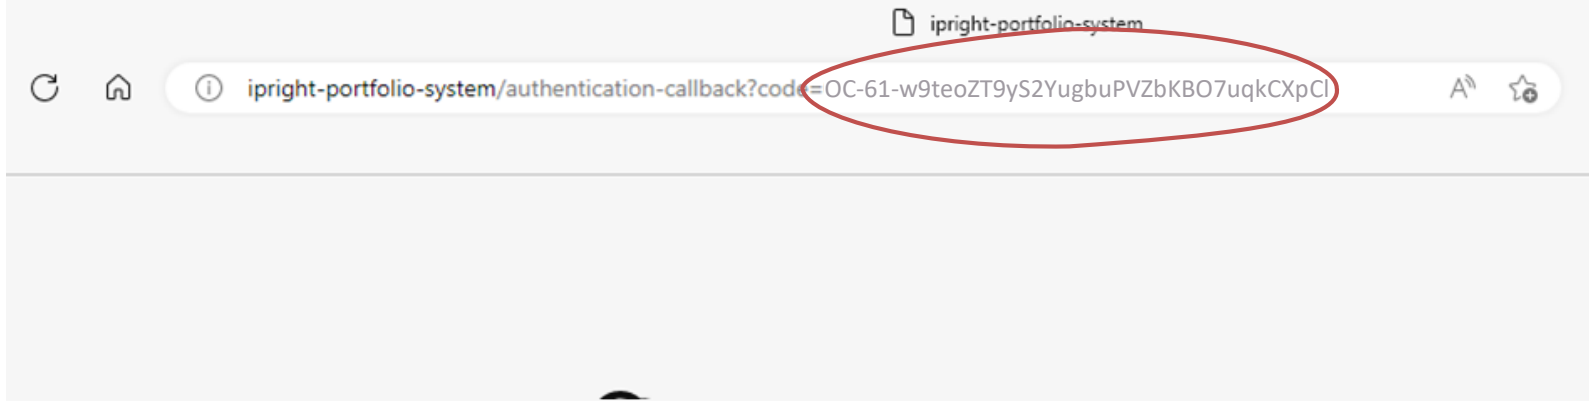 ipright-portfolio-system
ipright-portfolio-system/authentication-callback?code=OC-61-w9teoZT9yS2YugbuPVZbKBO7uqkCXpCl